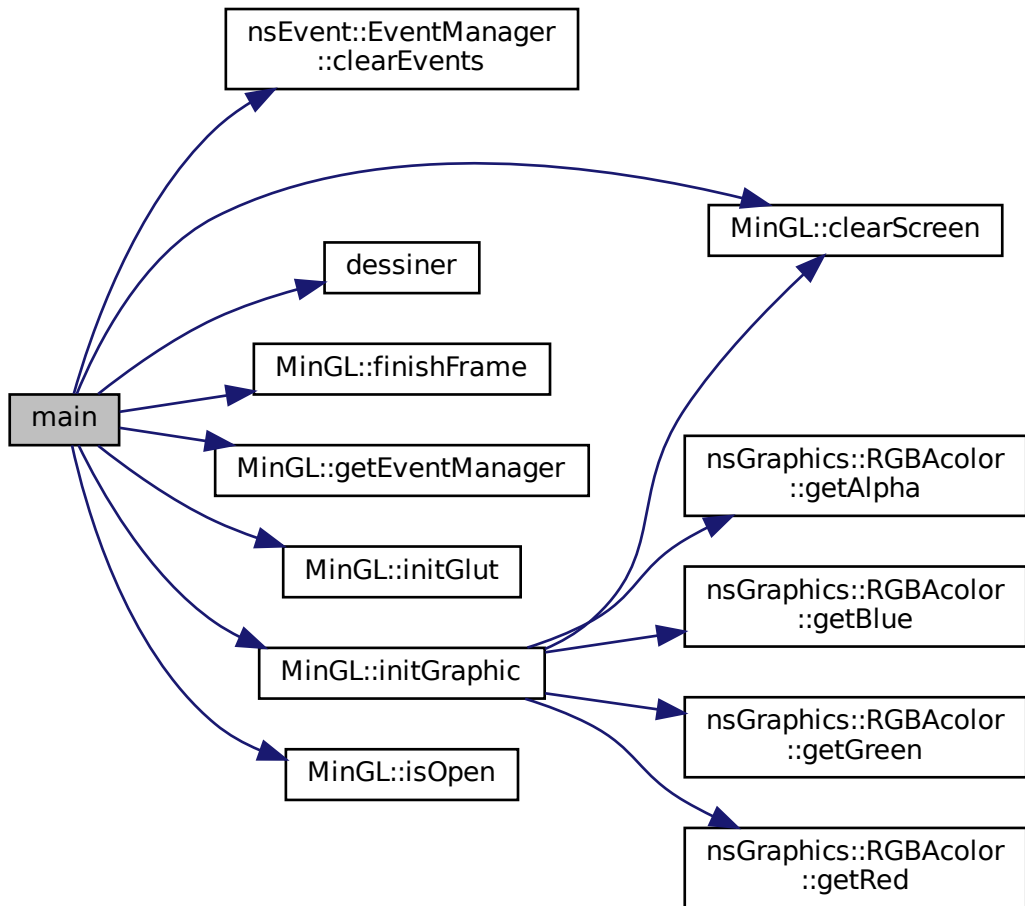 nsEvent::EventManager
::clearEvents
MinGL::clearScreen
dessiner
MinGL::finishFrame
main
MinGL::getEventManager
nsGraphics::RGBAcolor
::getAlpha
MinGL::initGlut
nsGraphics::RGBAcolor
::getBlue
MinGL::initGraphic
nsGraphics::RGBAcolor
::getGreen
MinGL::isOpen
nsGraphics::RGBAcolor
::getRed